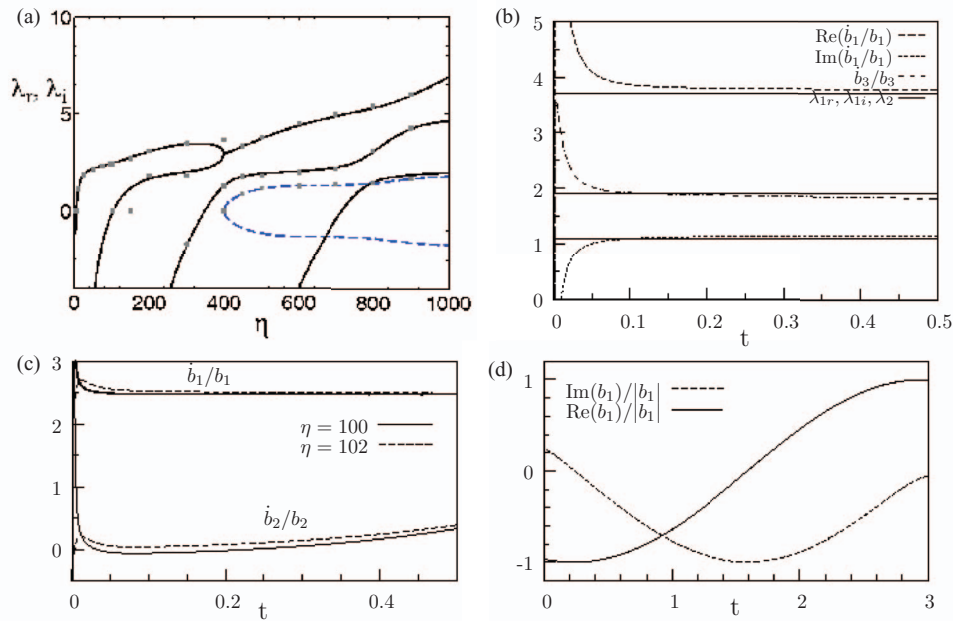 (a)
10
λr, λi
5
0
0 200 400 600 800 1000
η
(b)
5
4
3
2
1
0
Re(ḃ1/b1)
Im(ḃ1/b1)
ḃ3/b3
λ1r, λ1i, λ2
0 0.1 0.2 0.3 0.4 0.5
t
(c)
3
2
1
0
ḃ1/b1
η = 100
η = 102
ḃ2/b2
0 0.2 0.4
t
(d)
1
0
-1
Im(b1)/|b1|
Re(b1)/|b1|
0 1 2 3
t